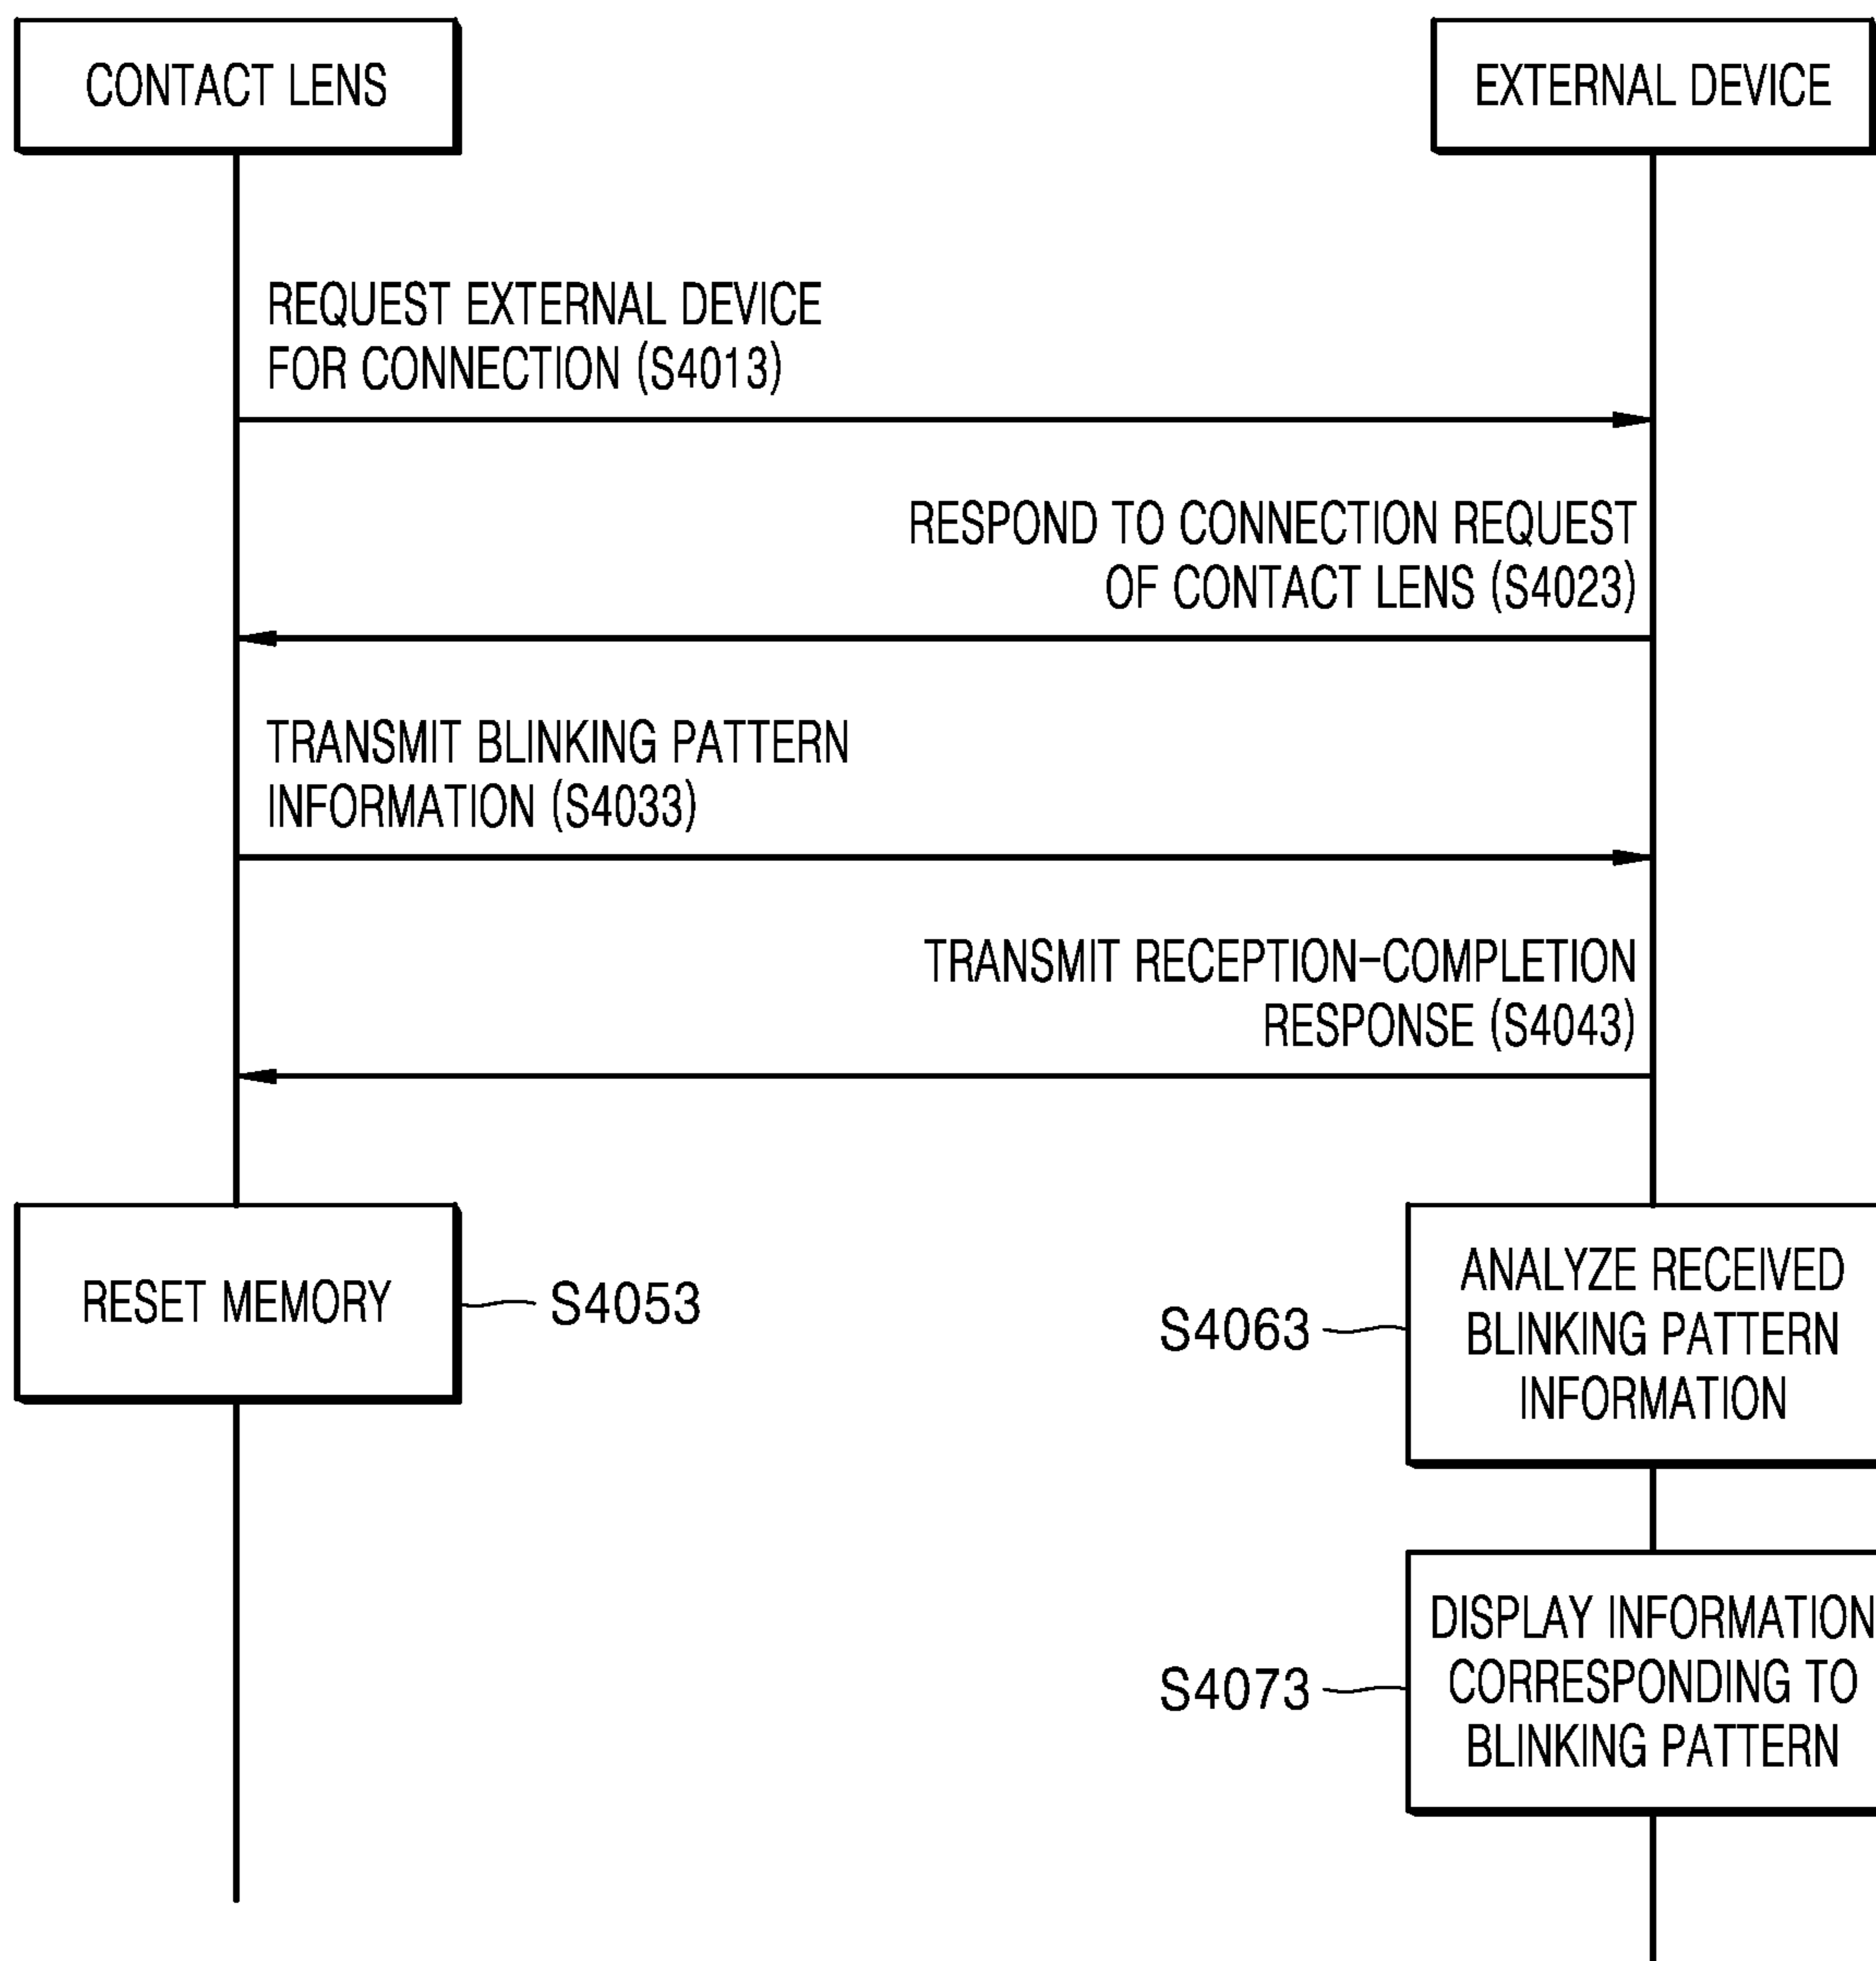 CONTACT LENS
EXTERNAL DEVICE
REQUEST EXTERNAL DEVICE
FOR CONNECTION (S4013)
RESPOND TO CONNECTION REQUEST
OF CONTACT LENS (S4023)
TRANSMIT BLINKING PATTERN
INFORMATION (S4033)
TRANSMIT RECEPTION-COMPLETION
RESPONSE (S4043)
RESET MEMORY
S4053
S4063
ANALYZE RECEIVED
BLINKING PATTERN
INFORMATION
S4073
DISPLAY INFORMATION
CORRESPONDING TO
BLINKING PATTERN